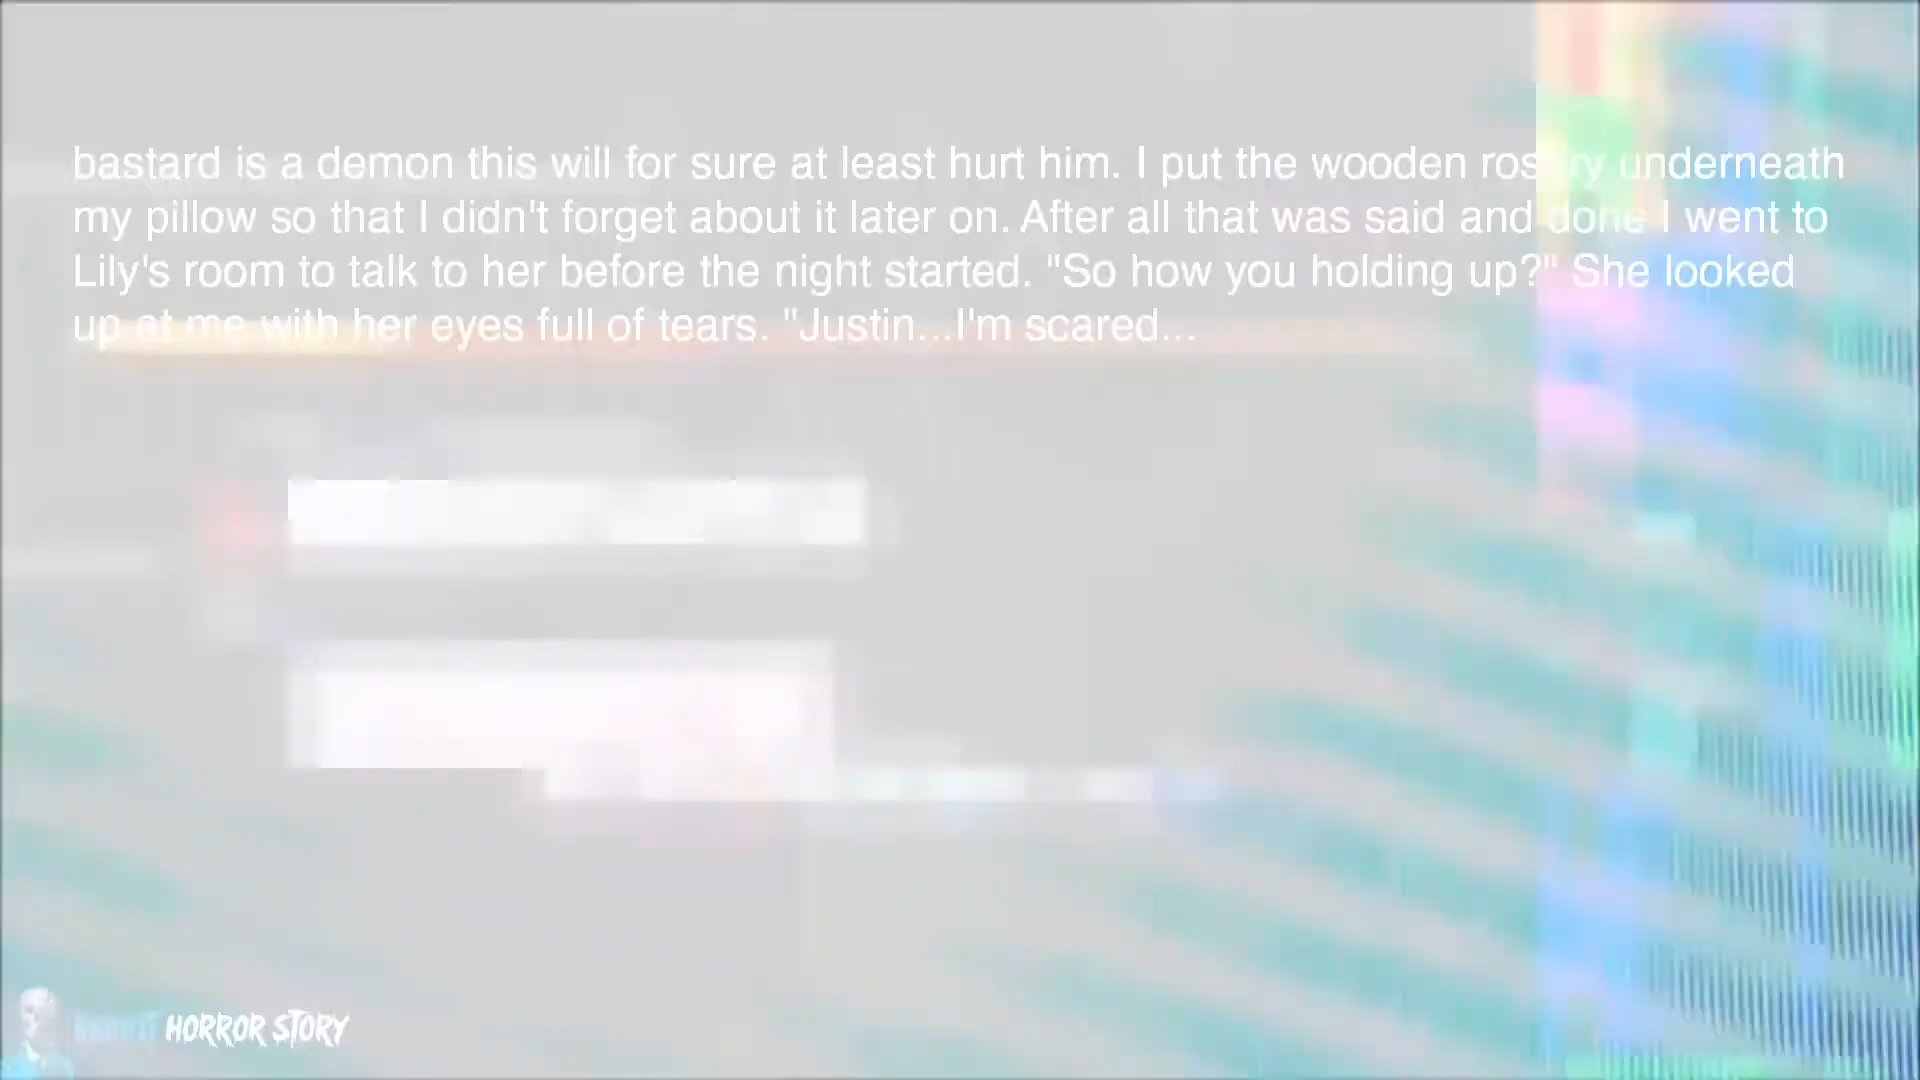 bastard is a demon this will for sure at least hurt him. I put the wooden rosary underneath
my pillow so that I didn't forget about it later on. After all that was said and done I went to
Lily's room to talk to her before the night started. "So how you holding up?" She looked
up at me with her eyes full of tears. "Justin...I'm scared...
HORROR STORY